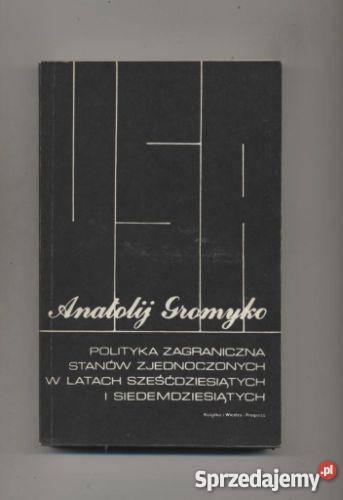 USA
Anatolij Gromyko
POLITYKA ZAGRANICZNA
STANÓW ZJEDNOCZONYCH
W LATACH SZEŚĆDZIESIĄTYCH
I SIEDEMDZIESIĄTYCH
Książka i Wiedza - Progress
Sprzedajemy
.pl